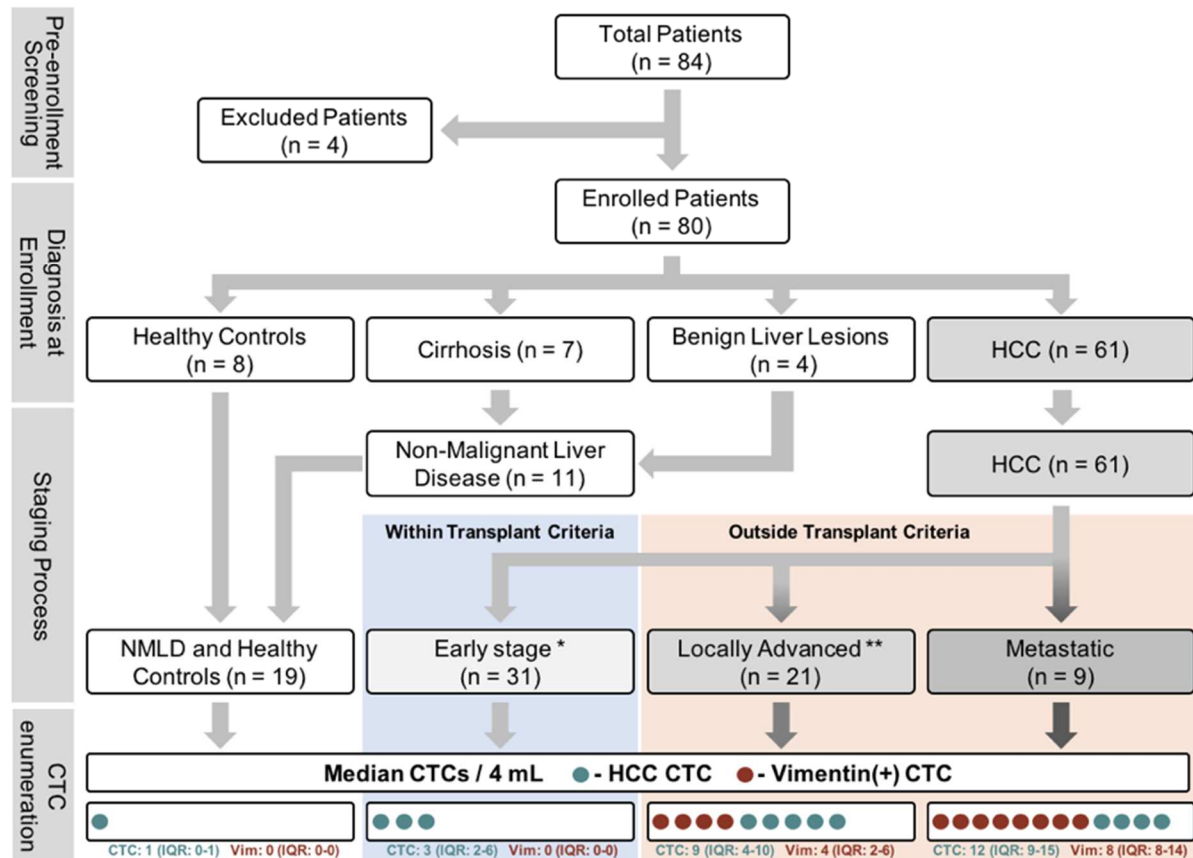 Pre-enrollment
Screening
Total Patients
(n = 84)
Excluded Patients
(n = 4)
Enrolled Patients
(n = 80)
Diagnosis at
Enrollment
Healthy Controls
(n = 8)
Cirrhosis (n = 7)
Benign Liver Lesions
(n = 4)
HCC (n = 61)
Staging Process
Non-Malignant Liver
Disease (n = 11)
HCC (n = 61)
Within Transplant Criteria
Outside Transplant Criteria
NMLD and Healthy
Controls (n = 19)
Early stage *
(n = 31)
Locally Advanced **
(n = 21)
Metastatic
(n = 9)
CTC
enumeration
Median CTCs / 4 mL
- HCC CTC
- Vimentin(+) CTC
CTC: 1 (IQR: 0-1) Vim: 0 (IQR: 0-0)
CTC: 3 (IQR: 2-6) Vim: 0 (IQR: 0-0)
CTC: 9 (IQR: 4-10) Vim: 4 (IQR: 2-6)
CTC: 12 (IQR: 9-15) Vim: 8 (IQR: 8-14)